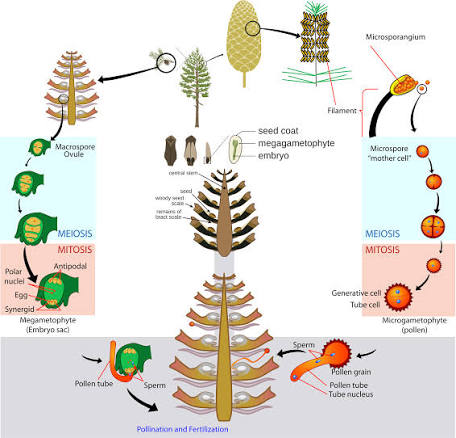 Microsporangium
Filament
seed coat
megagametophyte
embryo
Macrospore
Ovule
Microspore
"mother cell"
central stem
seed
woody seed
scale
remains of
bract scale
MEIOSIS
MEIOSIS
MITOSIS
MITOSIS
Polar
nuclei
Antipodal
Egg
Synergid
Megametophyte
(Embryo sac)
Generative cell
Tube cell
Microgametophyte
(pollen)
Sperm
Pollen grain
Pollen tube
Tube nucleus
Pollen tube
Sperm
Pollination and Fertilization